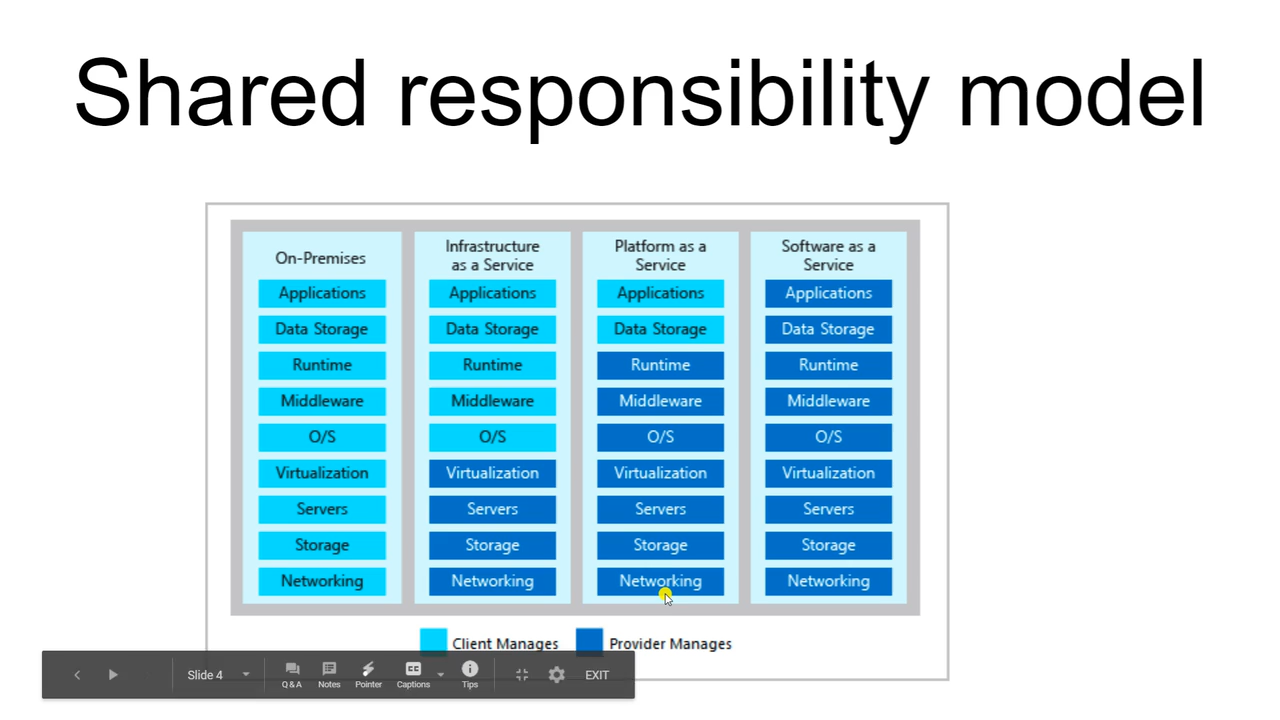 Shared responsibility model
On-Premises
Applications
Data Storage
Runtime
Middleware
O/S
Virtualization
Servers
Storage
Networking
Infrastructure
as a Service
Applications
Data Storage
Runtime
Middleware
O/S
Virtualization
Servers
Storage
Networking
Platform as a
Service
Applications
Data Storage
Runtime
Middleware
O/S
Virtualization
Servers
Storage
Networking
Software as a
Service
Applications
Data Storage
Runtime
Middleware
O/S
Virtualization
Servers
Storage
Networking
Client Manages
Provider Manages
Slide 4
Q & A
Notes
Pointer
CC
Captions
Tips
EXIT